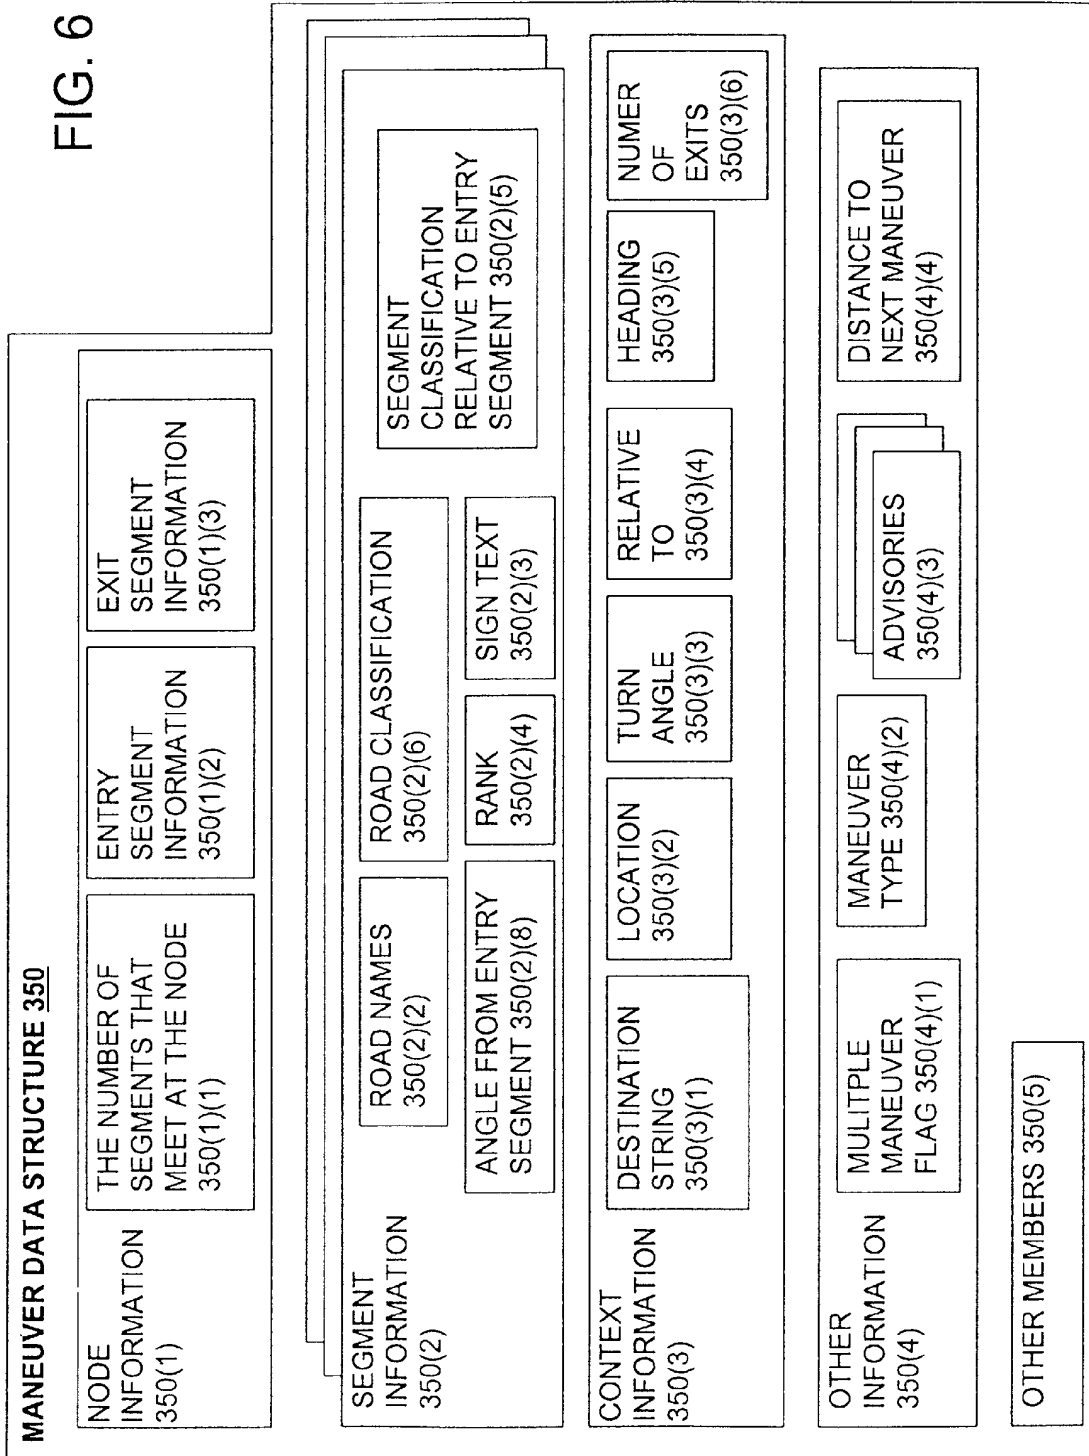 FIG. 6
MANEUVER DATA STRUCTURE 350
NODE
INFORMATION
350(1)
THE NUMBER OF
SEGMENTS THAT
MEET AT THE NODE
350(1)(1)
ENTRY
SEGMENT
INFORMATION
350(1)(2)
EXIT
SEGMENT
INFORMATION
350(1)(3)
SEGMENT
INFORMATION
350(2)
ROAD NAMES
350(2)(2)
ROAD CLASSIFICATION
350(2)(6)
ANGLE FROM ENTRY
SEGMENT 350(2)(8)
RANK
350(2)(4)
SIGN TEXT
350(2)(3)
SEGMENT
CLASSIFICATION
RELATIVE TO ENTRY
SEGMENT 350(2)(5)
CONTEXT
INFORMATION
350(3)
DESTINATION
STRING
350(3)(1)
LOCATION
350(3)(2)
TURN
ANGLE
350(3)(3)
RELATIVE
TO
350(3)(4)
HEADING
350(3)(5)
NUMER
OF
EXITS
350(3)(6)
OTHER
INFORMATION
350(4)
MULITPLE
MANEUVER
FLAG 350(4)(1)
MANEUVER
TYPE 350(4)(2)
ADVISORIES
350(4)(3)
DISTANCE TO
NEXT MANEUVER
350(4)(4)
OTHER MEMBERS 350(5)